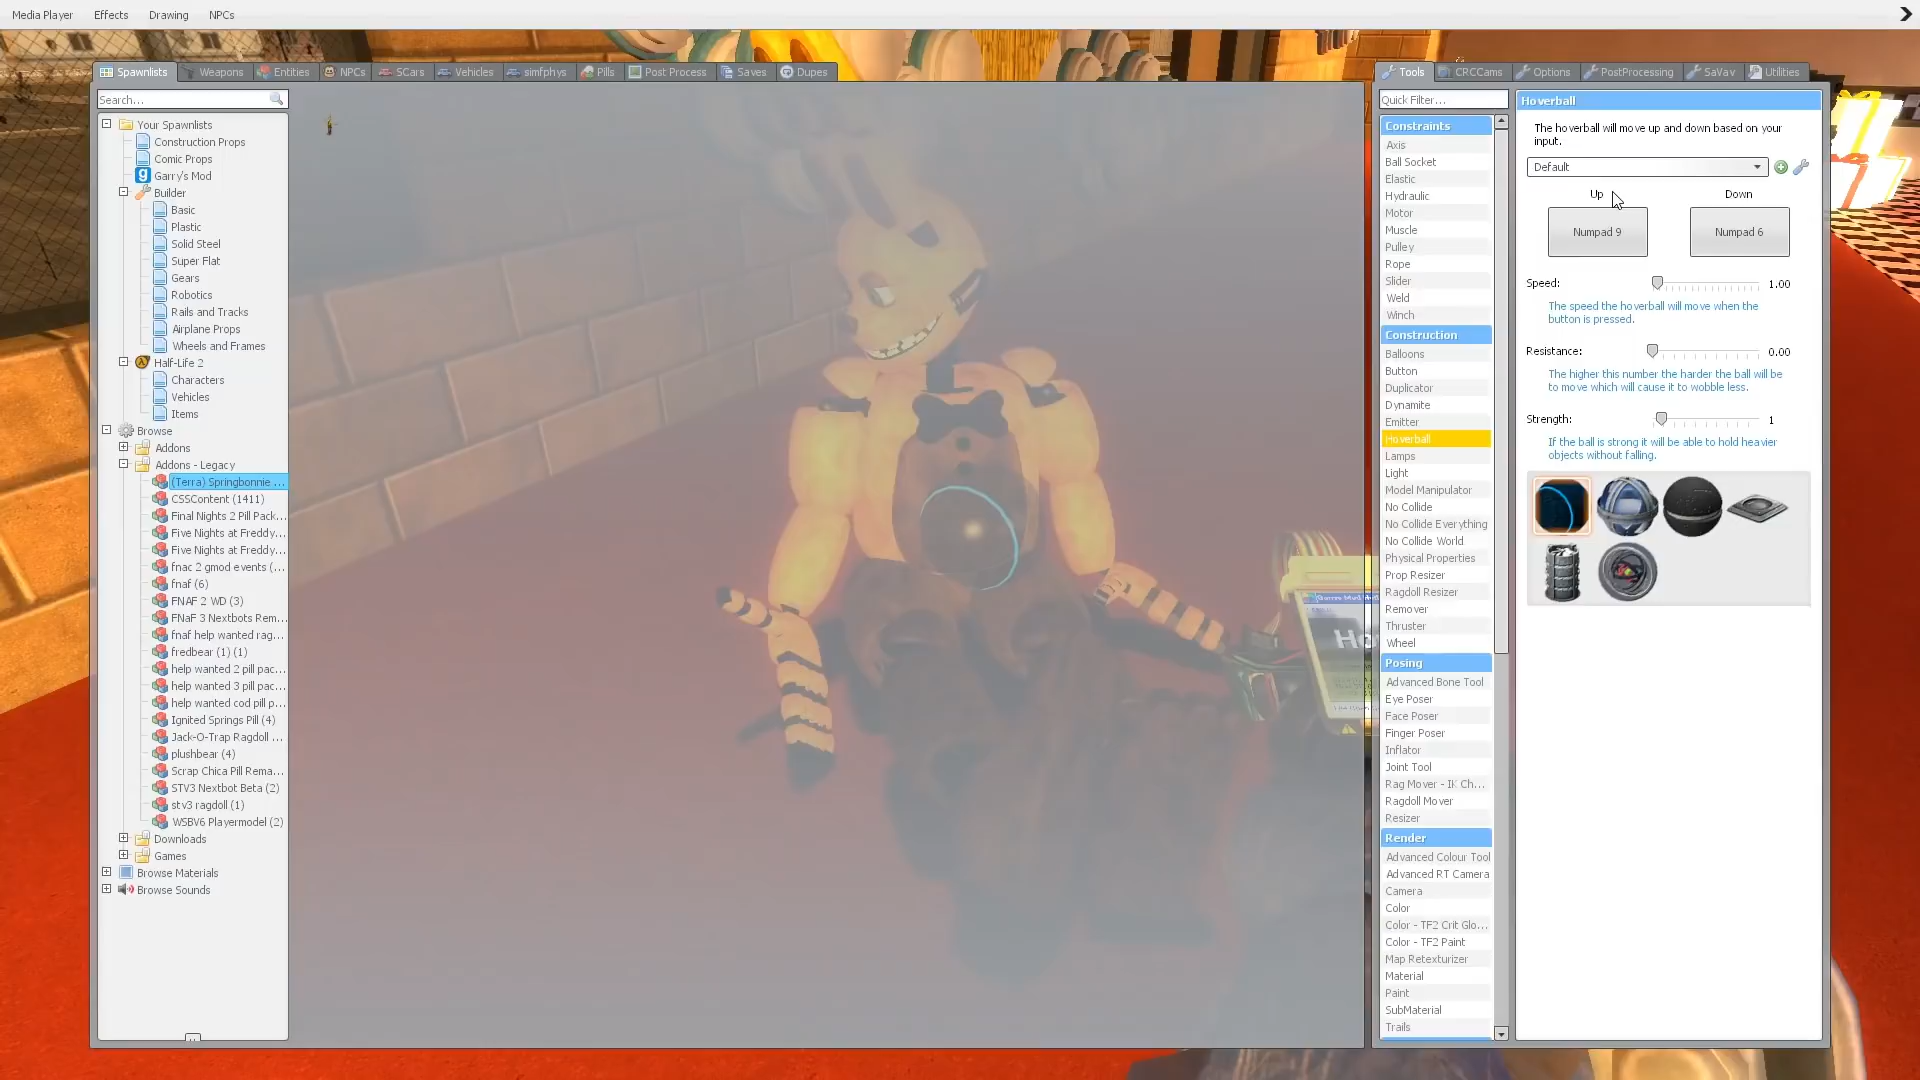 Media Player Effects Drawing NPCs
Spawnlists Weapons Entities NPCs SCars Vehicles simfphys Pills Post Process Saves Dupes
Tools CRCCams Options PostProcessing SaVav Utilities
Search...
Your Spawnlists
Construction Props
Comic Props
Garry's Mod
Builder
Basic
Plastic
Solid Steel
Super Flat
Gears
Robotics
Rails and Tracks
Airplane Props
Wheels and Frames
Half-Life 2
Characters
Vehicles
Items
Browse
Addons
Addons - Legacy
(Terra) Springbonnie ...
CSSContent (1411)
Final Nights 2 Pill Pack...
Five Nights at Freddy...
Five Nights at Freddy...
fnac 2 gmod events (...
fnaf (6)
FNAF 2 WD (3)
FNaF 3 Nextbots Rem...
fnaf help wanted rag...
fredbear (1) (1)
help wanted 2 pill pac...
help wanted 3 pill pac...
help wanted cod pill p...
Ignited Springs Pill (4)
Jack-O-Trap Ragdoll ...
plushbear (4)
Scrap Chica Pill Rema...
STV3 Nextbot Beta (2)
stv3 ragdoll (1)
WSBV6 Playermodel (2)
Downloads
Games
Browse Materials
Browse Sounds
Quick Filter...
Constraints
Axis
Ball Socket
Elastic
Hydraulic
Motor
Muscle
Pulley
Rope
Slider
Weld
Winch
Construction
Balloons
Button
Duplicator
Dynamite
Emitter
Hoverball
Lamps
Light
Model Manipulator
No Collide
No Collide Everything
No Collide World
Physical Properties
Prop Resizer
Ragdoll Resizer
Remover
Thruster
Wheel
Posing
Advanced Bone Tool
Eye Poser
Face Poser
Finger Poser
Inflator
Joint Tool
Rag Mover - IK Ch...
Ragdoll Mover
Resizer
Render
Advanced Colour Tool
Advanced RT Camera
Camera
Color
Color - TF2 Crit Glo...
Color - TF2 Paint
Map Retexturizer
Material
Paint
SubMaterial
Trails
Hoverball
The hoverball will move up and down based on your
input.
Default
Up Down
Numpad 9 Numpad 6
Speed: 1.00
The speed the hoverball will move when the
button is pressed.
Resistance: 0.00
The higher this number the harder the ball will be
to move which will cause it to wobble less.
Strength: 1
If the ball is strong it will be able to hold heavier
objects without falling.